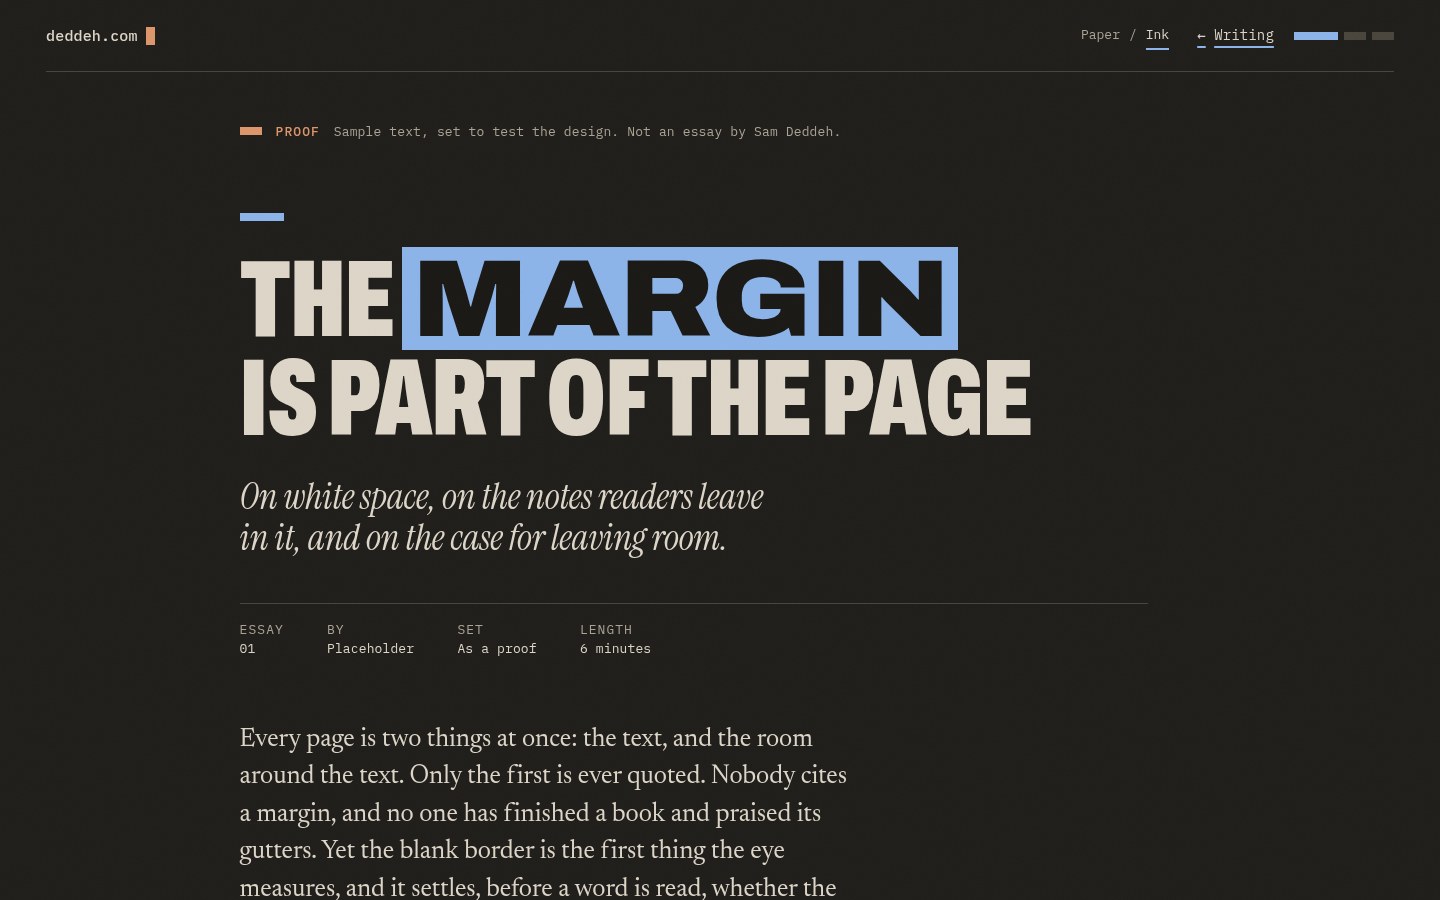 deddeh.com
Paper / Ink
← Writing
PROOF Sample text, set to test the design. Not an essay by Sam Deddeh.
THE MARGIN
IS PART OF THE PAGE
On white space, on the notes readers leave
in it, and on the case for leaving room.
ESSAY BY SET LENGTH
01 Placeholder As a proof 6 minutes
Every page is two things at once: the text, and the room
around the text. Only the first is ever quoted. Nobody cites
a margin, and no one has finished a book and praised its
gutters. Yet the blank border is the first thing the eye
measures, and it settles, before a word is read, whether the